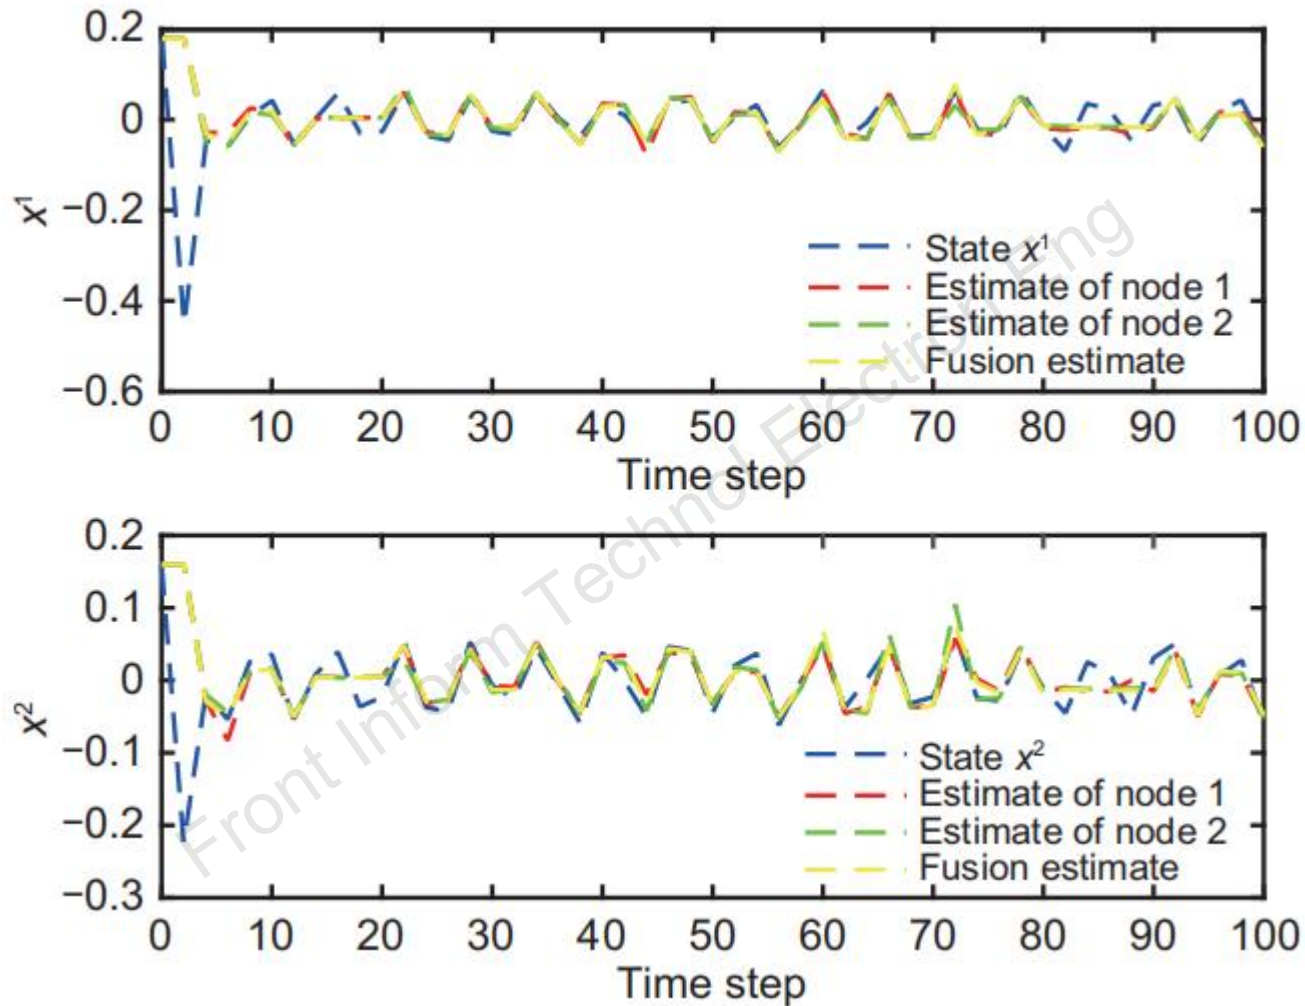 0.2
0
−0.2
−0.4
−0.6
x¹
State x¹
Estimate of node 1
Estimate of node 2
Fusion estimate
0 10 20 30 40 50 60 70 80 90 100
Time step
0.2
0.1
0
−0.1
−0.2
−0.3
x²
State x²
Estimate of node 1
Estimate of node 2
Fusion estimate
0 10 20 30 40 50 60 70 80 90 100
Time step
Front Inform Technol Electron Eng